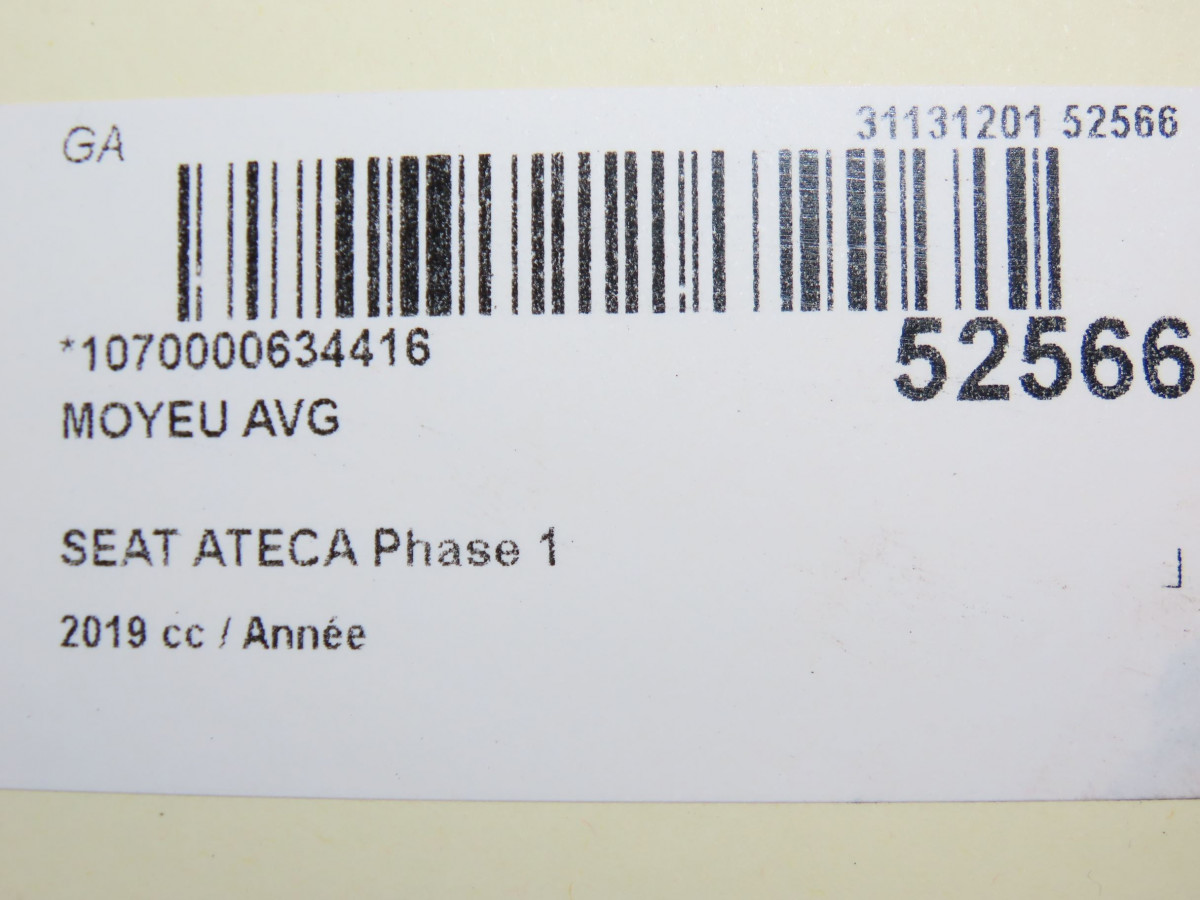 GA
31131201 52566
*1070000634416
52566
MOYEU AVG
SEAT ATECA Phase 1
2019 cc / Année